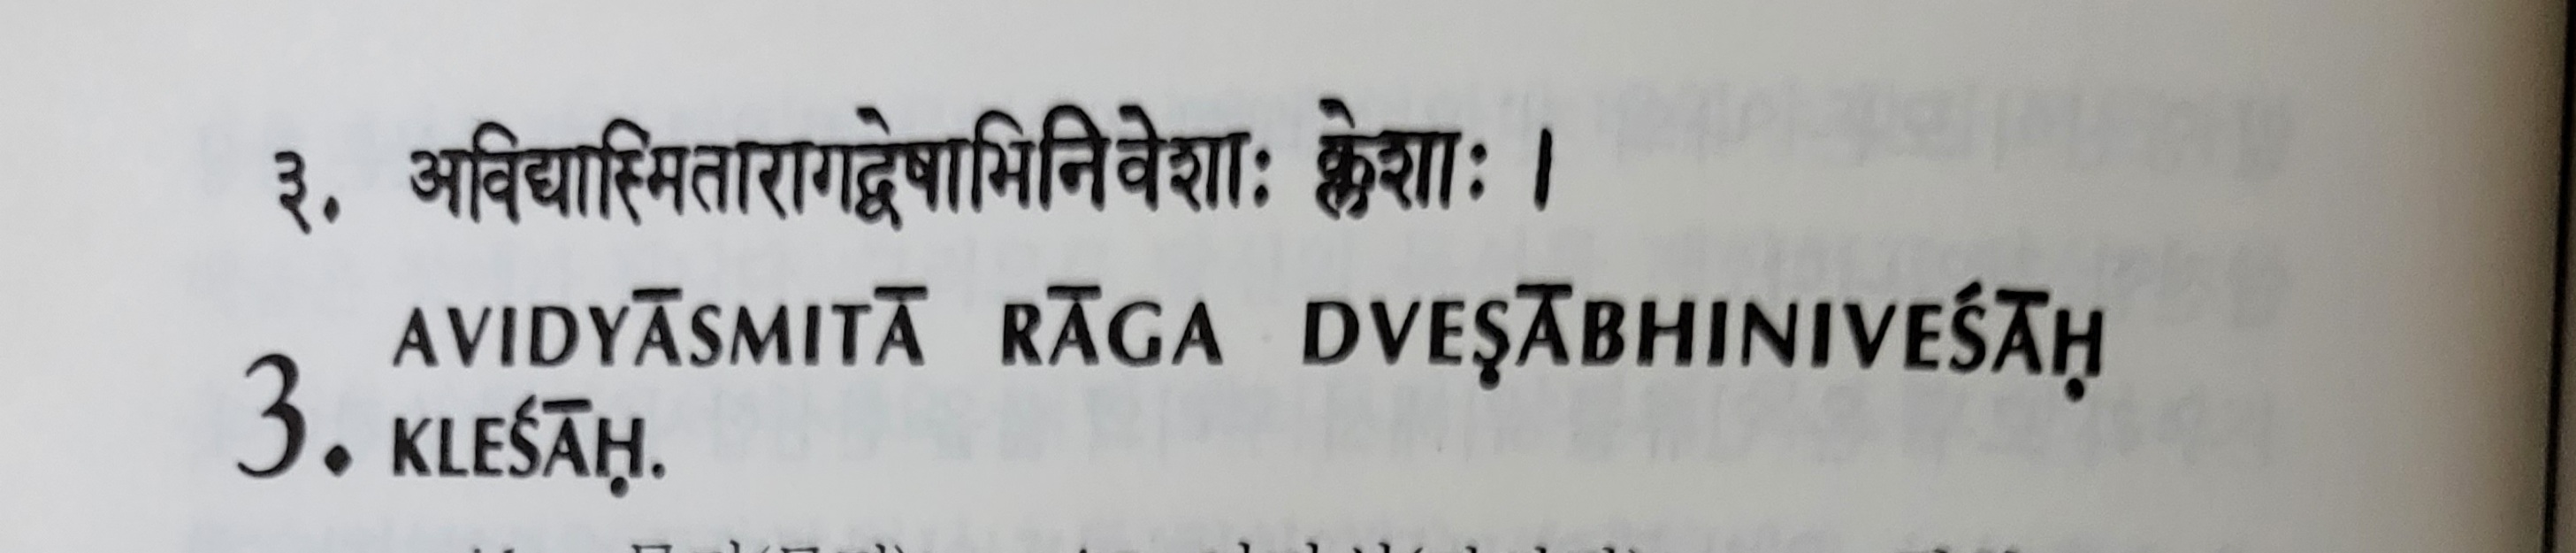 ३. अविद्यास्मितारागद्वेषाभिनिवेशाः क्लेशाः ।
AVIDYĀSMITĀ RĀGA DVEṢĀBHINIVEŚĀḤ
3. KLEŚĀḤ.